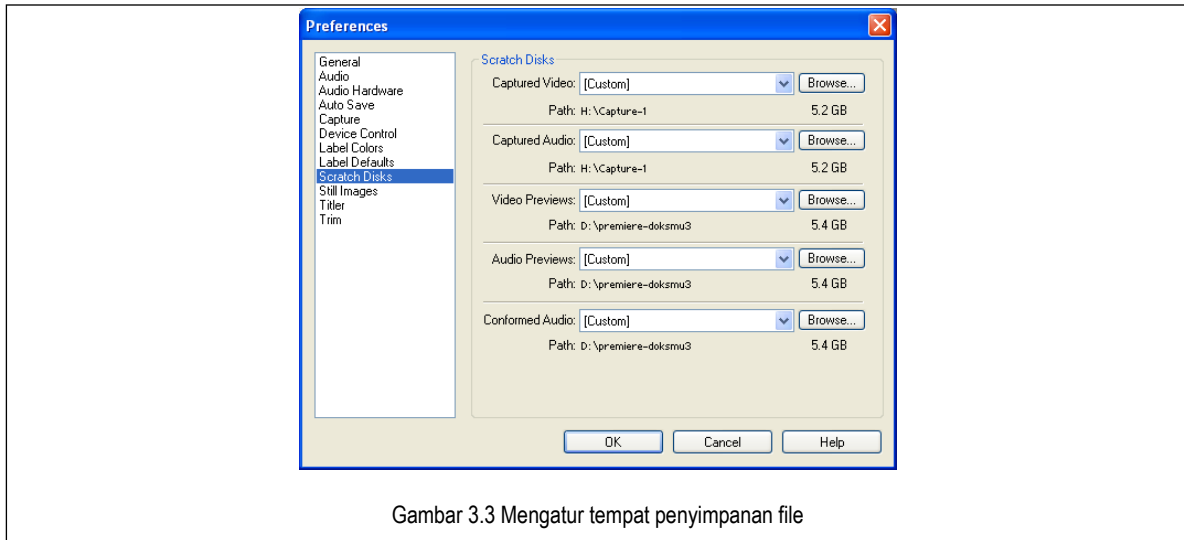 Preferences
General
Audio
Audio Hardware
Auto Save
Capture
Device Control
Label Colors
Label Defaults
Scratch Disks
Still Images
Titler
Trim
Scratch Disks
Captured Video: [Custom] Browse...
Path: H:\Capture-1 5.2 GB
Captured Audio: [Custom] Browse...
Path: H:\Capture-1 5.2 GB
Video Previews: [Custom] Browse...
Path: D:\premiere-doksmu3 5.4 GB
Audio Previews: [Custom] Browse...
Path: D:\premiere-doksmu3 5.4 GB
Conformed Audio: [Custom] Browse...
Path: D:\premiere-doksmu3 5.4 GB
OK Cancel Help
Gambar 3.3 Mengatur tempat penyimpanan file